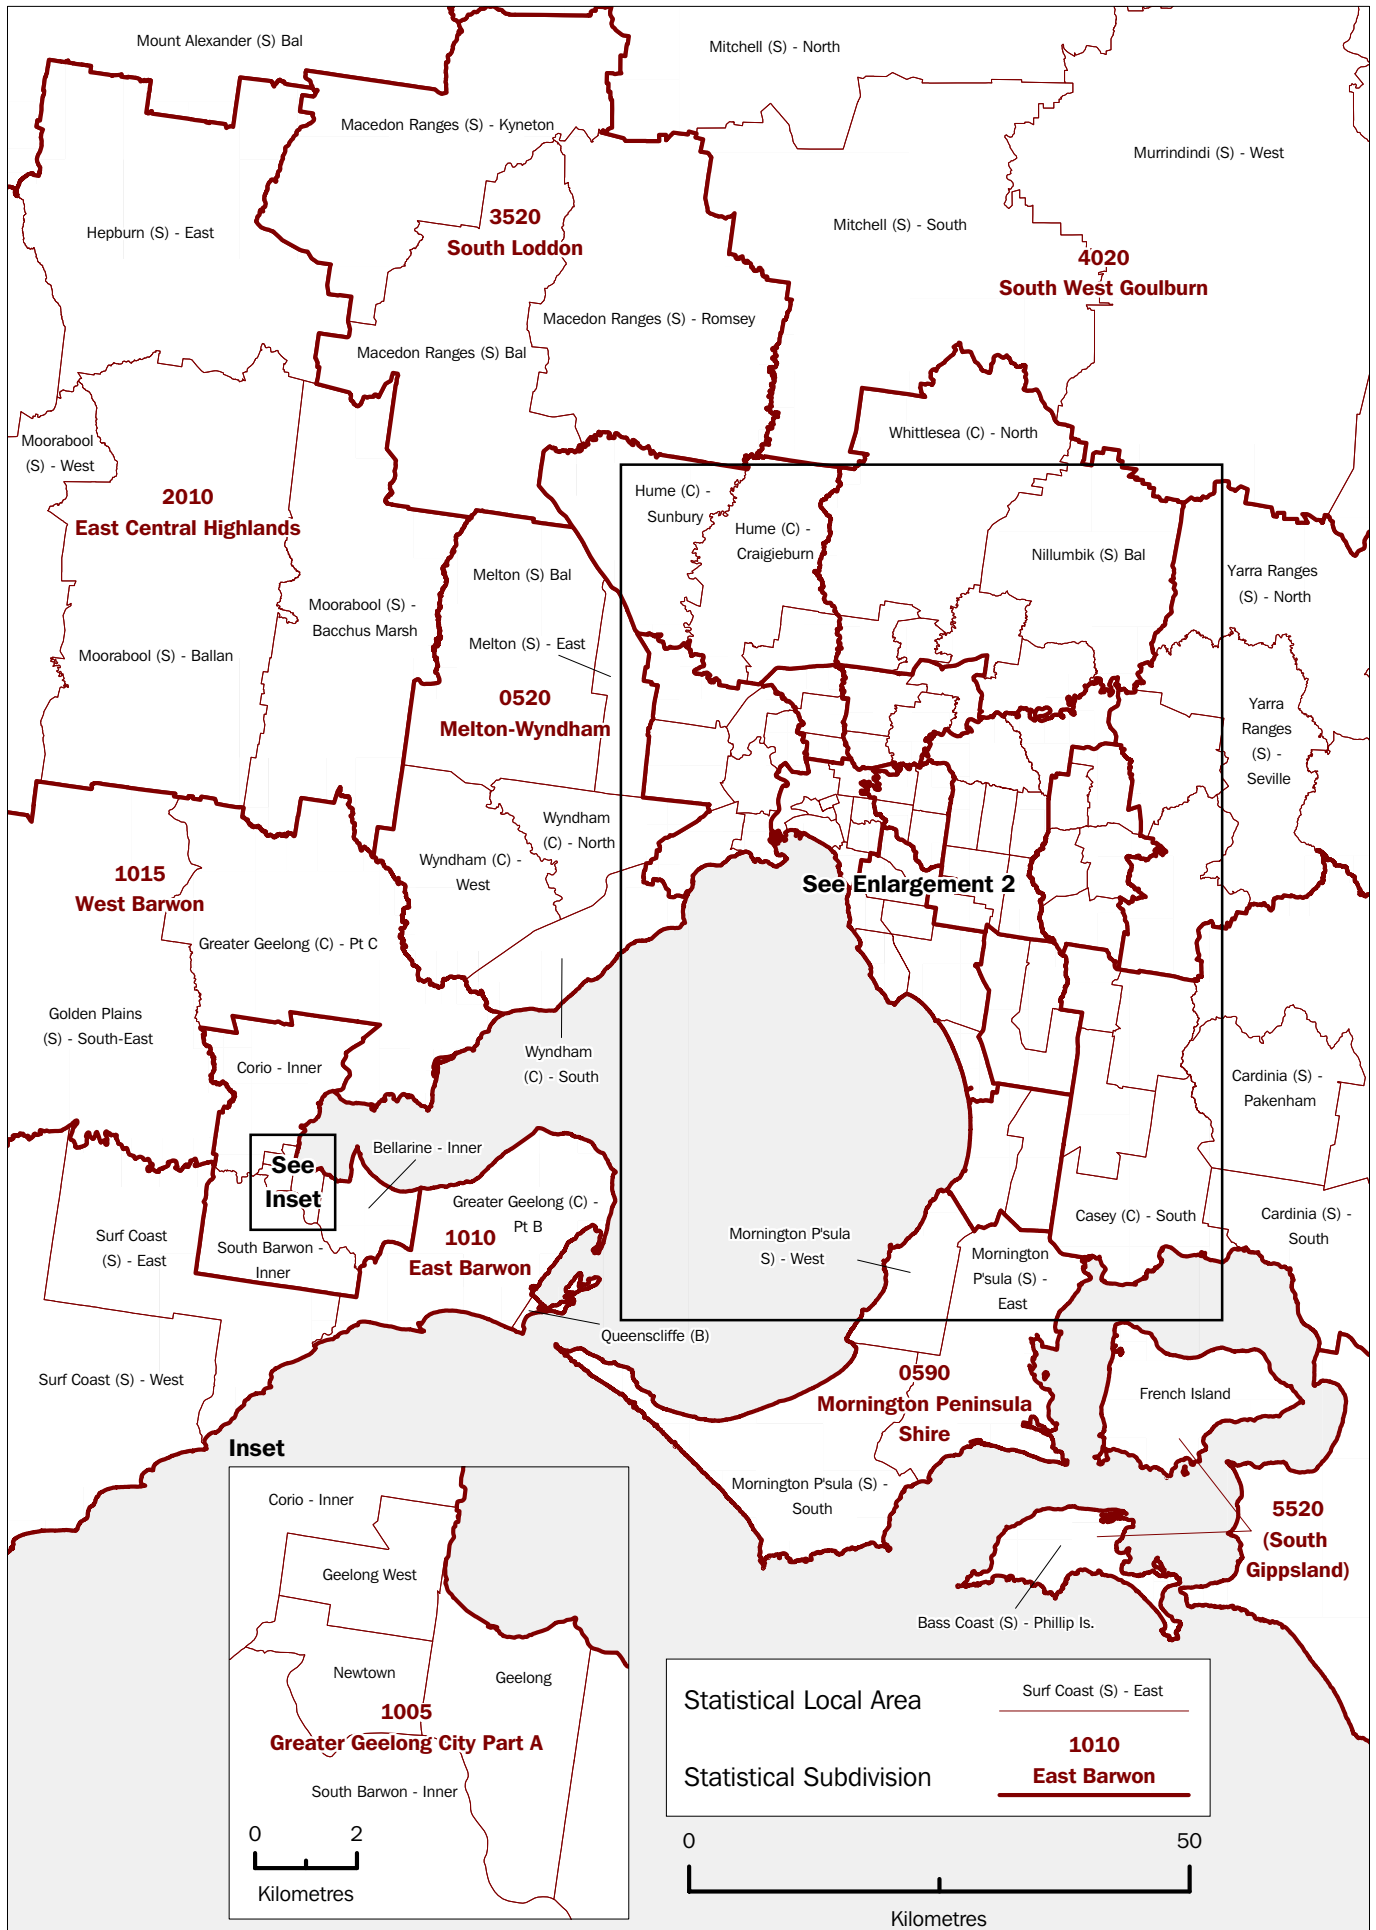 Mount Alexander (S) Bal
Mitchell (S) - North
Macedon Ranges (S) - Kyneton
Murrindindi (S) - West
Hepburn (S) - East
3520
South Loddon
Mitchell (S) - South
4020
South West Goulburn
Macedon Ranges (S) - Romsey
Macedon Ranges (S) Bal
Moorabool
(S) - West
Whittlesea (C) - North
2010
East Central Highlands
Hume (C) -
Sunbury
Hume (C) -
Craigieburn
Nillumbik (S) Bal
Yarra Ranges
(S) - North
Melton (S) Bal
Moorabool (S) -
Bacchus Marsh
Melton (S) - East
Moorabool (S) - Ballan
0520
Melton-Wyndham
Yarra
Ranges
(S) -
Seville
Wyndham
(C) - North
Wyndham (C) -
West
1015
West Barwon
See Enlargement 2
Greater Geelong (C) - Pt C
Golden Plains
(S) - South-East
Corio - Inner
Wyndham
(C) - South
Cardinia (S) -
Pakenham
See
Inset
Bellarine - Inner
Greater Geelong (C) -
Pt B
Surf Coast
(S) - East
South Barwon -
Inner
1010
East Barwon
Mornington P'sula
S) - West
Mornington
P'sula (S) -
East
Casey (C) - South
Cardinia (S) -
South
Queenscliffe (B)
Surf Coast (S) - West
0590
Mornington Peninsula
Shire
French Island
Mornington P'sula (S) -
South
5520
(South
Gippsland)
Bass Coast (S) - Phillip Is.
Inset
Corio - Inner
Geelong West
Newtown
Geelong
1005
Greater Geelong City Part A
South Barwon - Inner
0 2
Kilometres
Statistical Local Area
Surf Coast (S) - East
Statistical Subdivision
1010
East Barwon
0 50
Kilometres